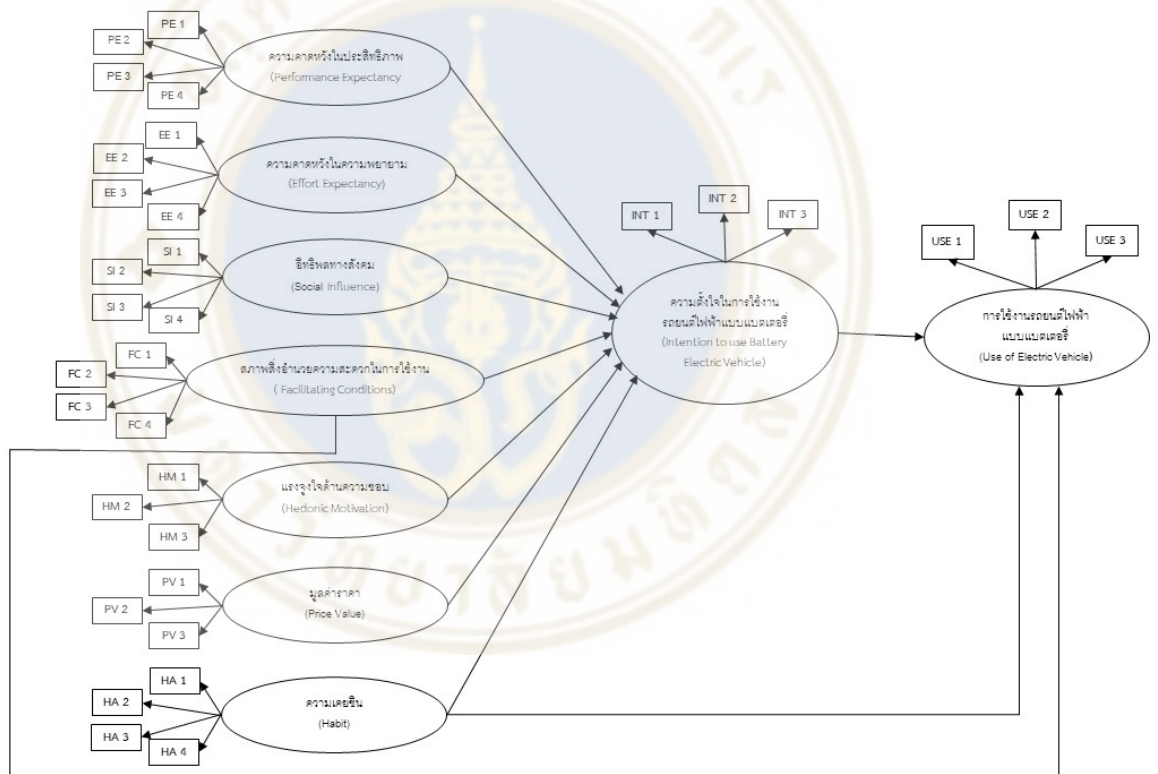 PE 1
PE 2
PE 3
PE 4
ความคาดหวังในประสิทธิภาพ
(Performance Expectancy
EE 1
EE 2
EE 3
EE 4
ความคาดหวังในความพยายาม
(Effort Expectancy)
SI 1
SI 2
SI 3
SI 4
อิทธิพลทางสังคม
(Social Influence)
FC 1
FC 2
FC 3
FC 4
สภาพสิ่งอำนวยความสะดวกในการใช้งาน
( Facilitating Conditions)
HM 1
HM 2
HM 3
แรงจูงใจด้านความชอบ
(Hedonic Motivation)
PV 1
PV 2
PV 3
มูลค่าราคา
(Price Value)
HA 1
HA 2
HA 3
HA 4
ความเคยชิน
(Habit)
INT 1
INT 2
INT 3
ความตั้งใจในการใช้งาน
รถยนต์ไฟฟ้าแบบแบตเตอรี่
(Intention to use Battery
Electric Vehicle)
USE 1
USE 2
USE 3
การใช้งานรถยนต์ไฟฟ้า
แบบแบตเตอรี่
(Use of Electric Vehicle)